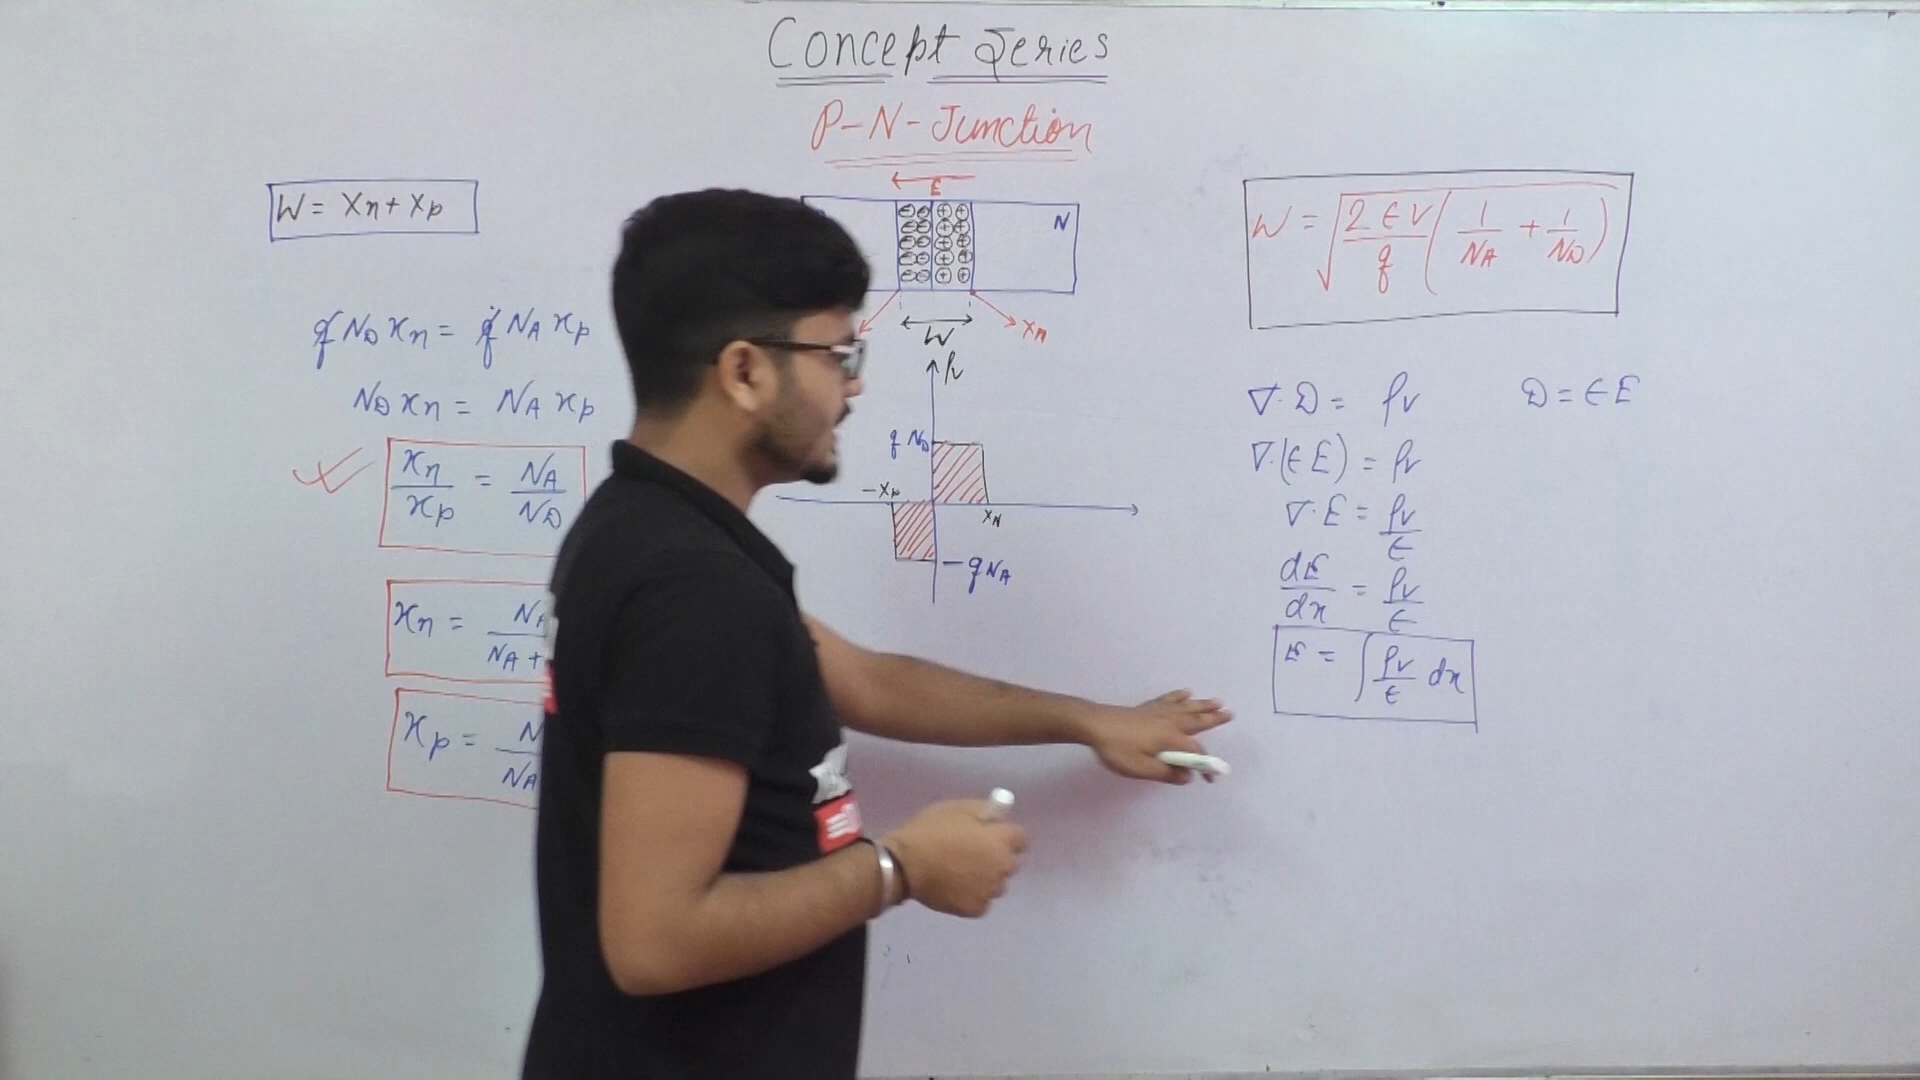 Concept Series
P-N-Junction
W = Xn + Xp
q ND xn = q NA xp
ND xn = NA xp
xn / xp = NA / ND
xn = NA / NA +
xp = N / NA
E
N
W
Xn
ρv
q ND
-Xp
XN
- q NA
W = √(2 ϵ V / q (1 / NA + 1 / ND))
∇· D = ρv
D = ϵ E
∇·(ϵ E) = ρv
∇· E = ρv / ϵ
dE / dx = ρv / ϵ
E = ∫ ρv / ϵ dx